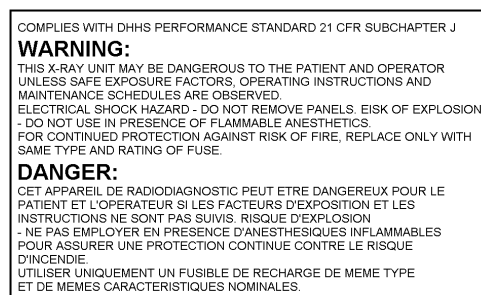 COMPLIES WITH DHHS PERFORMANCE STANDARD 21 CFR SUBCHAPTER J
WARNING:
THIS X-RAY UNIT MAY BE DANGEROUS TO THE PATIENT AND OPERATOR
UNLESS SAFE EXPOSURE FACTORS, OPERATING INSTRUCTIONS AND
MAINTENANCE SCHEDULES ARE OBSERVED.
ELECTRICAL SHOCK HAZARD - DO NOT REMOVE PANELS. EISK OF EXPLOSION
- DO NOT USE IN PRESENCE OF FLAMMABLE ANESTHETICS.
FOR CONTINUED PROTECTION AGAINST RISK OF FIRE, REPLACE ONLY WITH
SAME TYPE AND RATING OF FUSE.
DANGER:
CET APPAREIL DE RADIODIAGNOSTIC PEUT ETRE DANGEREUX POUR LE
PATIENT ET L'OPERATEUR SI LES FACTEURS D'EXPOSITION ET LES
INSTRUCTIONS NE SONT PAS SUIVIS. RISQUE D'EXPLOSION
- NE PAS EMPLOYER EN PRESENCE D'ANESTHESIQUES INFLAMMABLES
POUR ASSURER UNE PROTECTION CONTINUE CONTRE LE RISQUE
D'INCENDIE.
UTILISER UNIQUEMENT UN FUSIBLE DE RECHARGE DE MEME TYPE
ET DE MEMES CARACTERISTIQUES NOMINALES.